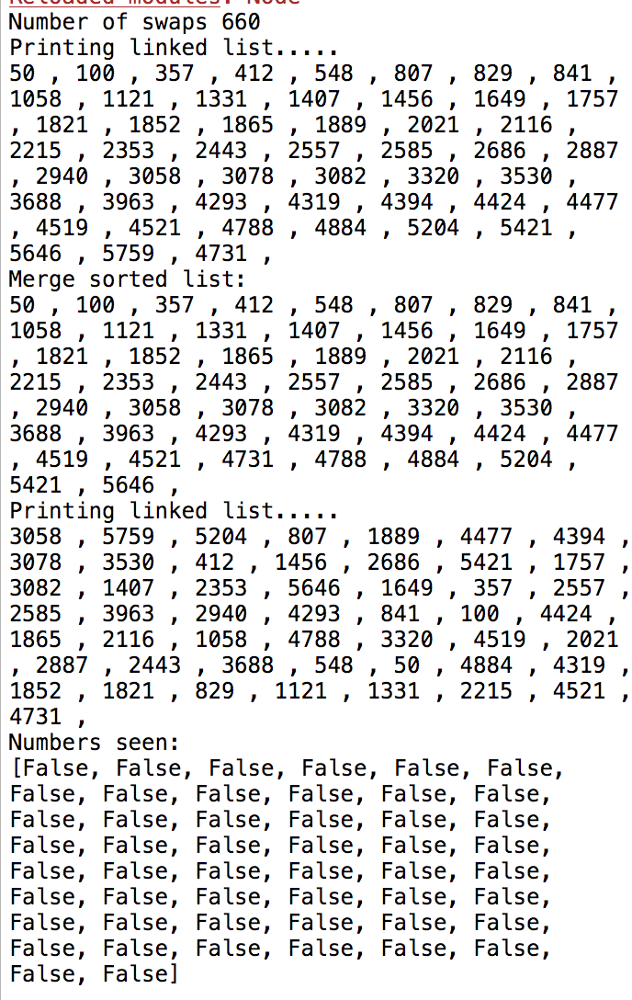 Reloaded modules: Node
Number of swaps 660
Printing linked list.....
50 , 100 , 357 , 412 , 548 , 807 , 829 , 841 ,
1058 , 1121 , 1331 , 1407 , 1456 , 1649 , 1757
, 1821 , 1852 , 1865 , 1889 , 2021 , 2116 ,
2215 , 2353 , 2443 , 2557 , 2585 , 2686 , 2887
, 2940 , 3058 , 3078 , 3082 , 3320 , 3530 ,
3688 , 3963 , 4293 , 4319 , 4394 , 4424 , 4477
, 4519 , 4521 , 4788 , 4884 , 5204 , 5421 ,
5646 , 5759 , 4731 ,
Merge sorted list:
50 , 100 , 357 , 412 , 548 , 807 , 829 , 841 ,
1058 , 1121 , 1331 , 1407 , 1456 , 1649 , 1757
, 1821 , 1852 , 1865 , 1889 , 2021 , 2116 ,
2215 , 2353 , 2443 , 2557 , 2585 , 2686 , 2887
, 2940 , 3058 , 3078 , 3082 , 3320 , 3530 ,
3688 , 3963 , 4293 , 4319 , 4394 , 4424 , 4477
, 4519 , 4521 , 4731 , 4788 , 4884 , 5204 ,
5421 , 5646 ,
Printing linked list.....
3058 , 5759 , 5204 , 807 , 1889 , 4477 , 4394 ,
3078 , 3530 , 412 , 1456 , 2686 , 5421 , 1757 ,
3082 , 1407 , 2353 , 5646 , 1649 , 357 , 2557 ,
2585 , 3963 , 2940 , 4293 , 841 , 100 , 4424 ,
1865 , 2116 , 1058 , 4788 , 3320 , 4519 , 2021
, 2887 , 2443 , 3688 , 548 , 50 , 4884 , 4319 ,
1852 , 1821 , 829 , 1121 , 1331 , 2215 , 4521 ,
4731 ,
Numbers seen:
[False, False, False, False, False, False,
False, False, False, False, False, False,
False, False, False, False, False, False,
False, False, False, False, False, False,
False, False, False, False, False, False,
False, False, False, False, False, False,
False, False, False, False, False, False,
False, False, False, False, False, False,
False, False]